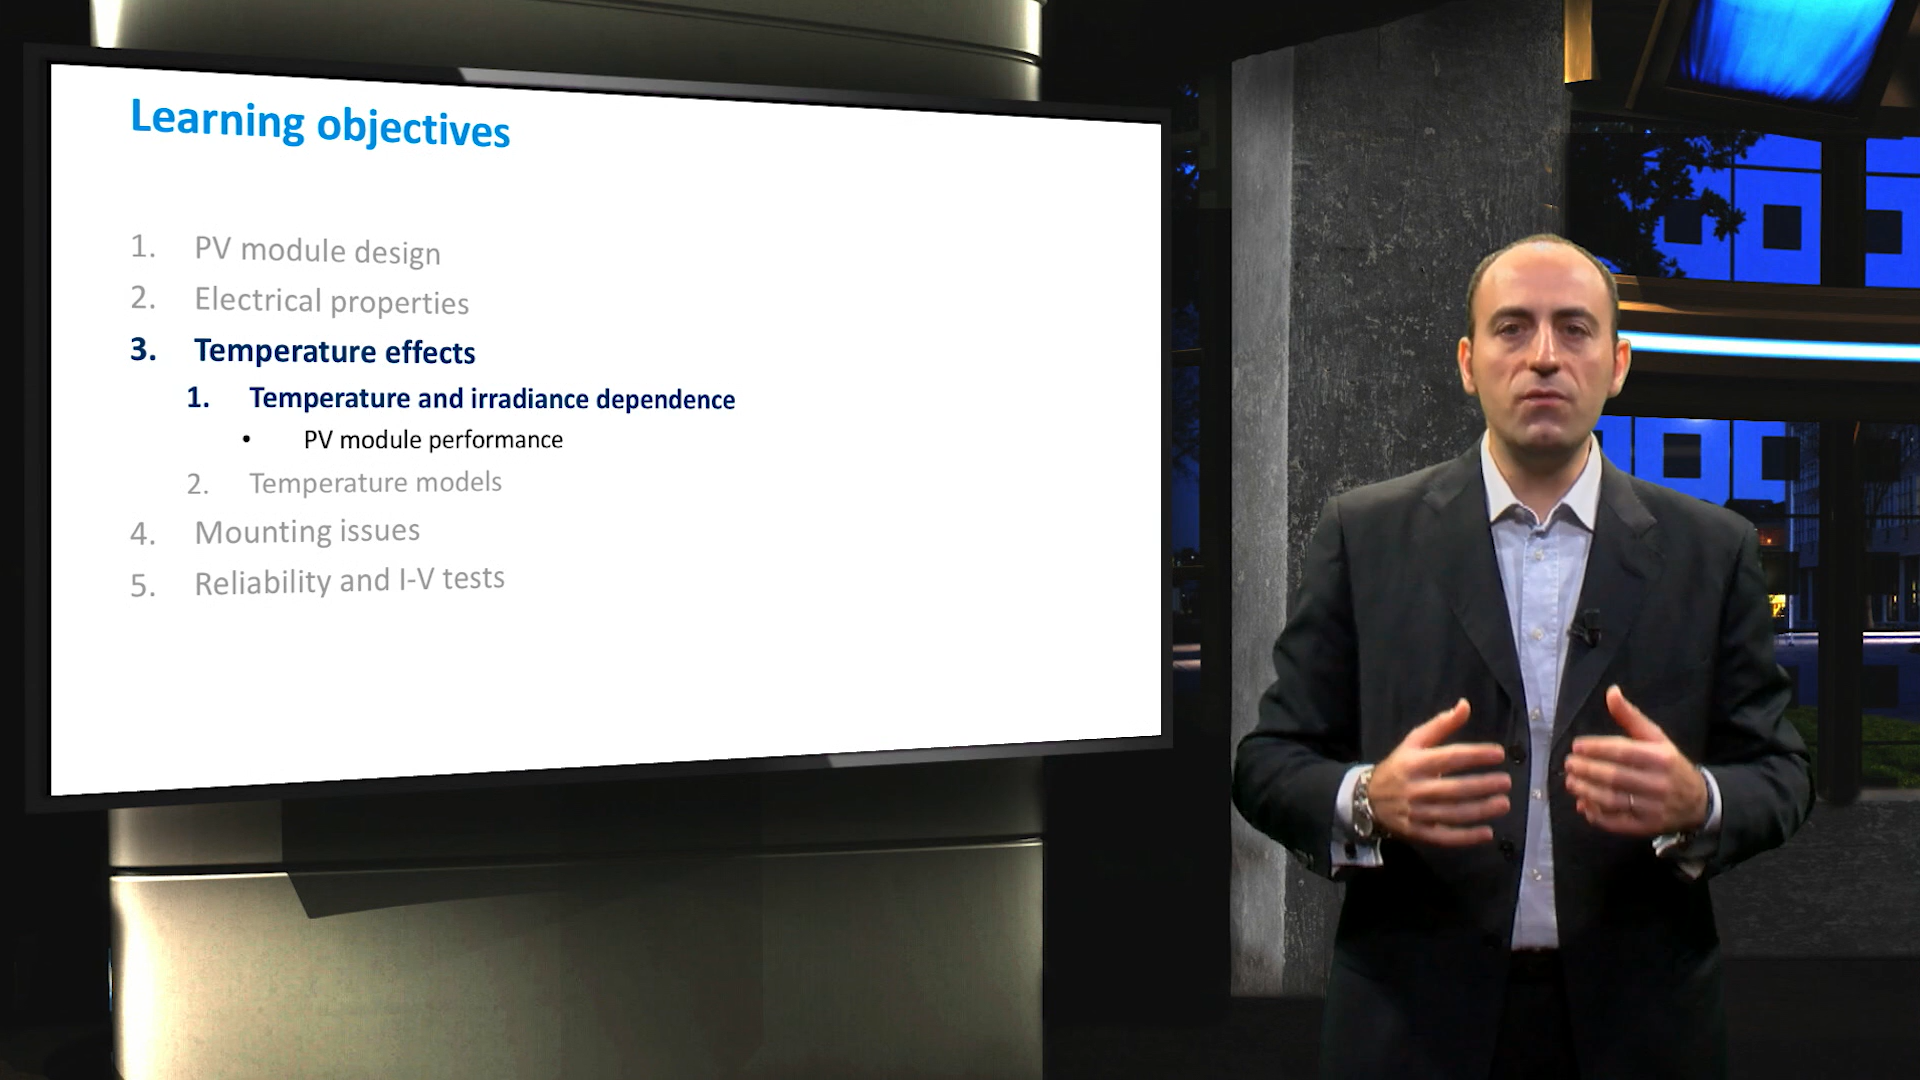 Learning objectives
1. PV module design
2. Electrical properties
3. Temperature effects
1. Temperature and irradiance dependence
• PV module performance
2. Temperature models
4. Mounting issues
5. Reliability and I-V tests